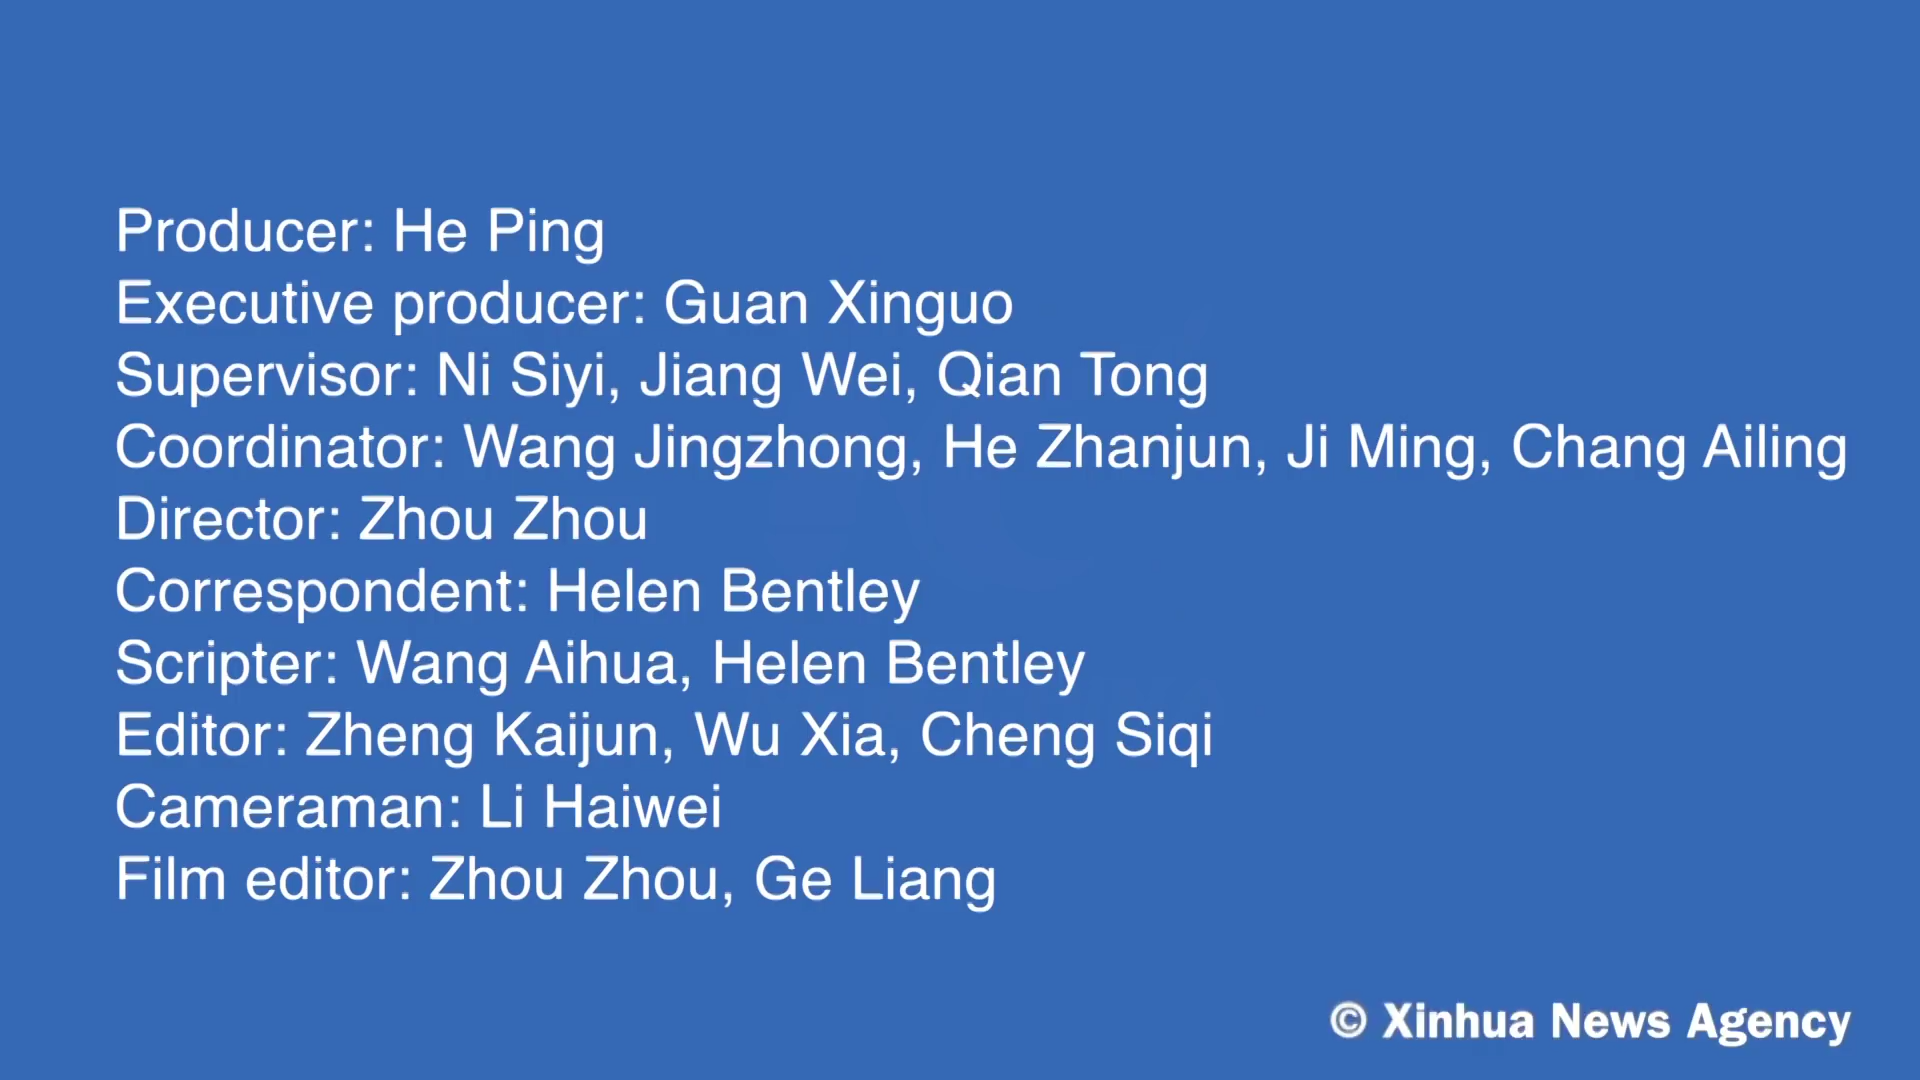 Producer: He Ping
Executive producer: Guan Xinguo
Supervisor: Ni Siyi, Jiang Wei, Qian Tong
Coordinator: Wang Jingzhong, He Zhanjun, Ji Ming, Chang Ailing
Director: Zhou Zhou
Correspondent: Helen Bentley
Scripter: Wang Aihua, Helen Bentley
Editor: Zheng Kaijun, Wu Xia, Cheng Siqi
Cameraman: Li Haiwei
Film editor: Zhou Zhou, Ge Liang
© Xinhua News Agency